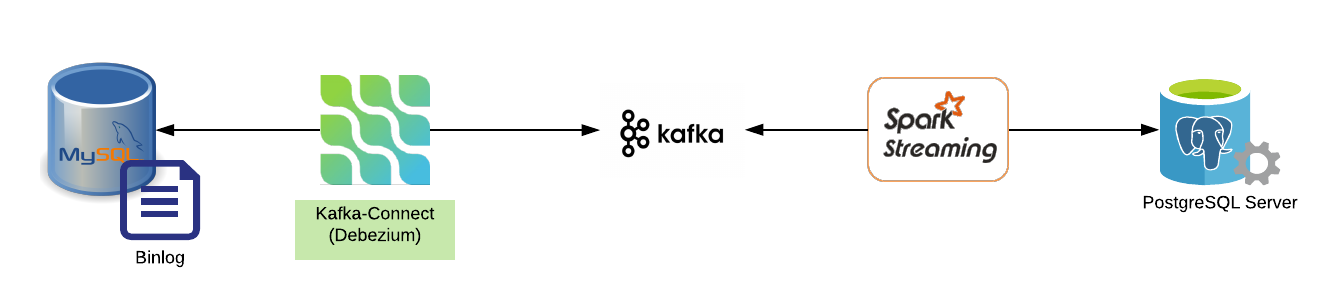 MySQL
Binlog
Kafka-Connect
(Debezium)
kafka
Spark
Streaming
PostgreSQL Server